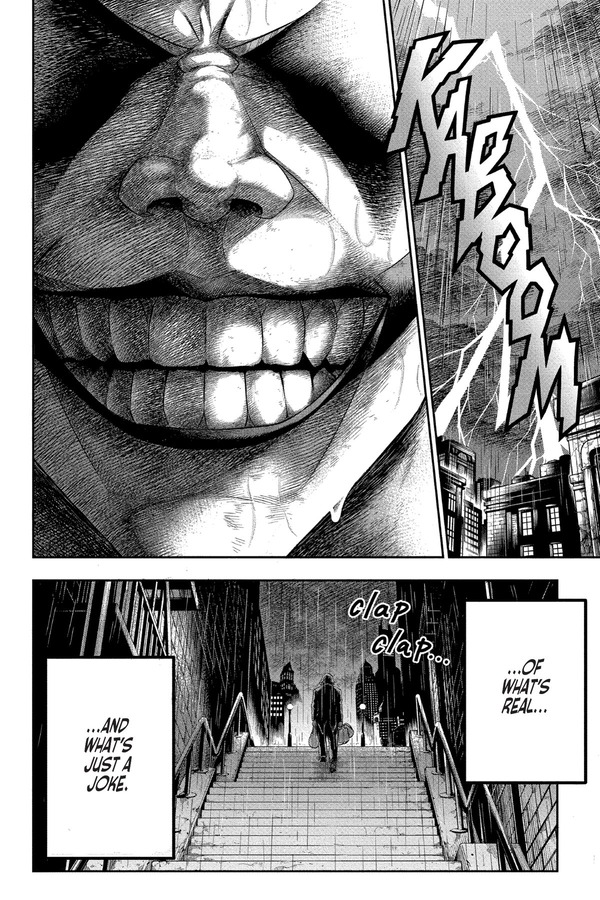 KABOOM
...OF
WHAT'S
REAL...
clap
clap...
...AND
WHAT'S
JUST A
JOKE.